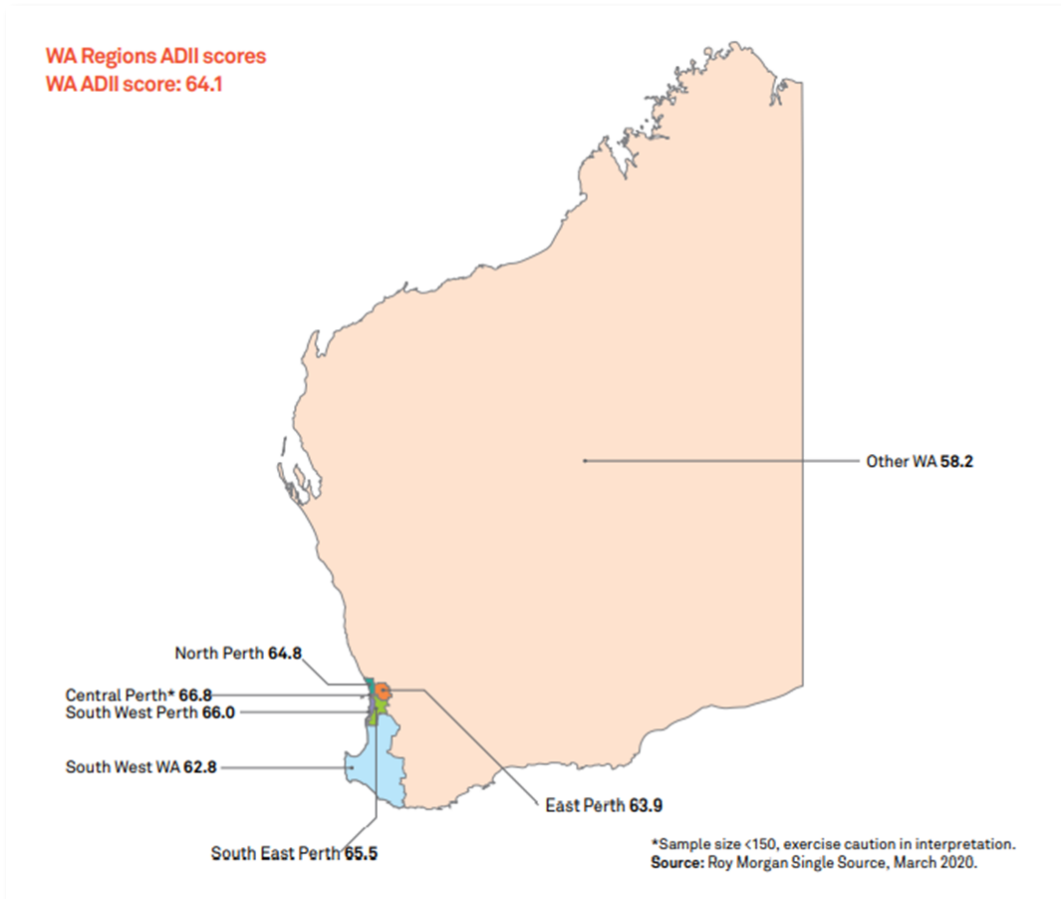 WA Regions ADII scores
WA ADII score: 64.1
Other WA 58.2
North Perth 64.8
Central Perth* 66.8
South West Perth 66.0
South West WA 62.8
East Perth 63.9
South East Perth 65.5
*Sample size <150, exercise caution in interpretation.
Source: Roy Morgan Single Source, March 2020.